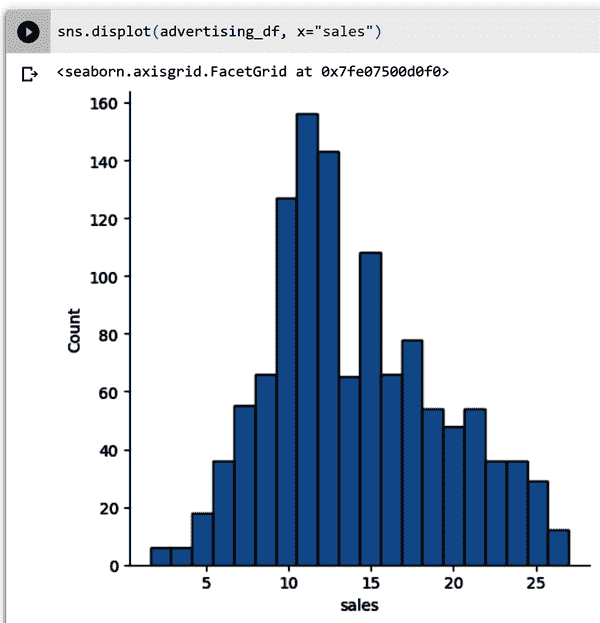 sns.displot(advertising_df, x="sales")
<seaborn.axisgrid.FacetGrid at 0x7fe07500d0f0>
160
140
120
100
80
60
40
20
0
Count
5 10 15 20 25
sales